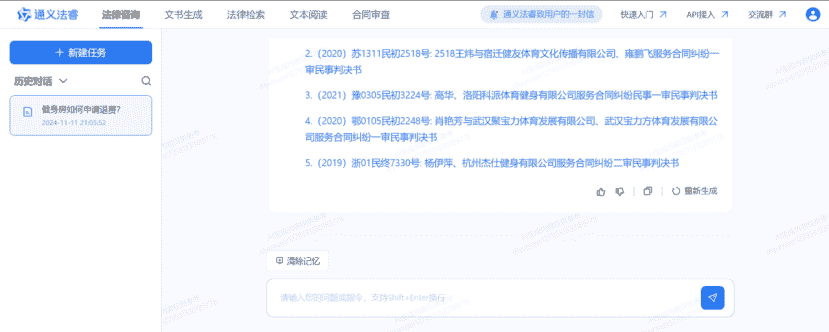 通义法睿 法律咨询 文书生成 法律检索 文本阅读 合同审查 通义法睿致用户的一封信 快速入门 API接入 交流群
+ 新建任务
历史对话
健身房如何申请退费?
2024-11-11 21:05:52
2.（2020）苏1311民初2518号: 2518王炜与宿迁健友体育文化传播有限公司、雍鹏飞服务合同纠纷一
审民事判决书
3.（2021）豫0305民初3224号: 高华、洛阳科派体育健身有限公司服务合同纠纷民事一审民事判决书
4.（2020）鄂0105民初2248号: 肖艳芳与武汉聚宝力体育发展有限公司、武汉宝力方体育发展有限公
司服务合同纠纷一审民事判决书
5.（2019）浙01民终7330号: 杨伊萍、杭州杰仕健身有限公司服务合同纠纷二审民事判决书
重新生成
清除记忆
请输入您的问题或指令，支持Shift+Enter换行